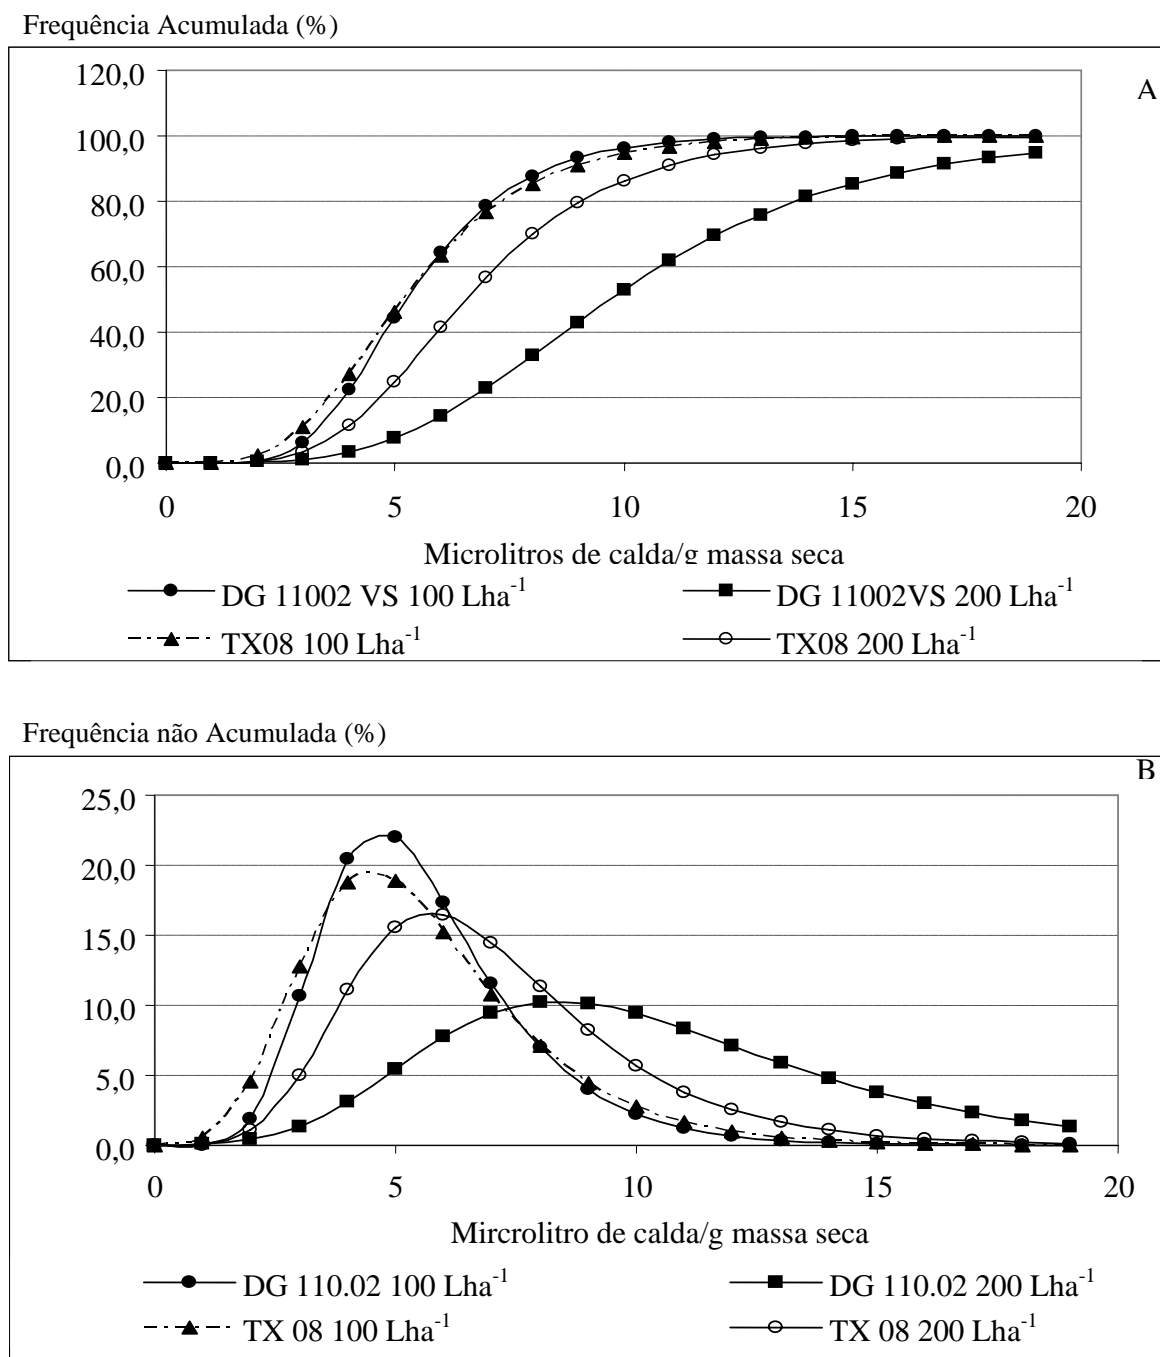 Frequência Acumulada (%)
A
120,0
100,0
80,0
60,0
40,0
20,0
0,0
0 5 10 15 20
Microlitros de calda/g massa seca
DG 11002 VS 100 Lha-1 DG 11002VS 200 Lha-1
TX08 100 Lha-1 TX08 200 Lha-1
Frequência não Acumulada (%)
B
25,0
20,0
15,0
10,0
5,0
0,0
0 5 10 15 20
Mircrolitro de calda/g massa seca
DG 110.02 100 Lha-1 DG 110.02 200 Lha-1
TX 08 100 Lha-1 TX 08 200 Lha-1